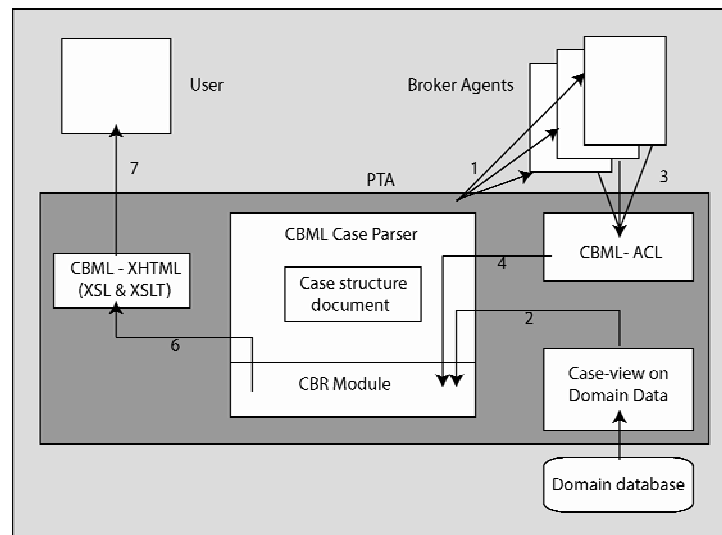 User
Broker Agents
7
1
3
PTA
CBML Case Parser
CBML - XHTML
(XSL & XSLT)
Case structure
document
CBML- ACL
4
2
6
CBR Module
Case-view on
Domain Data
Domain database